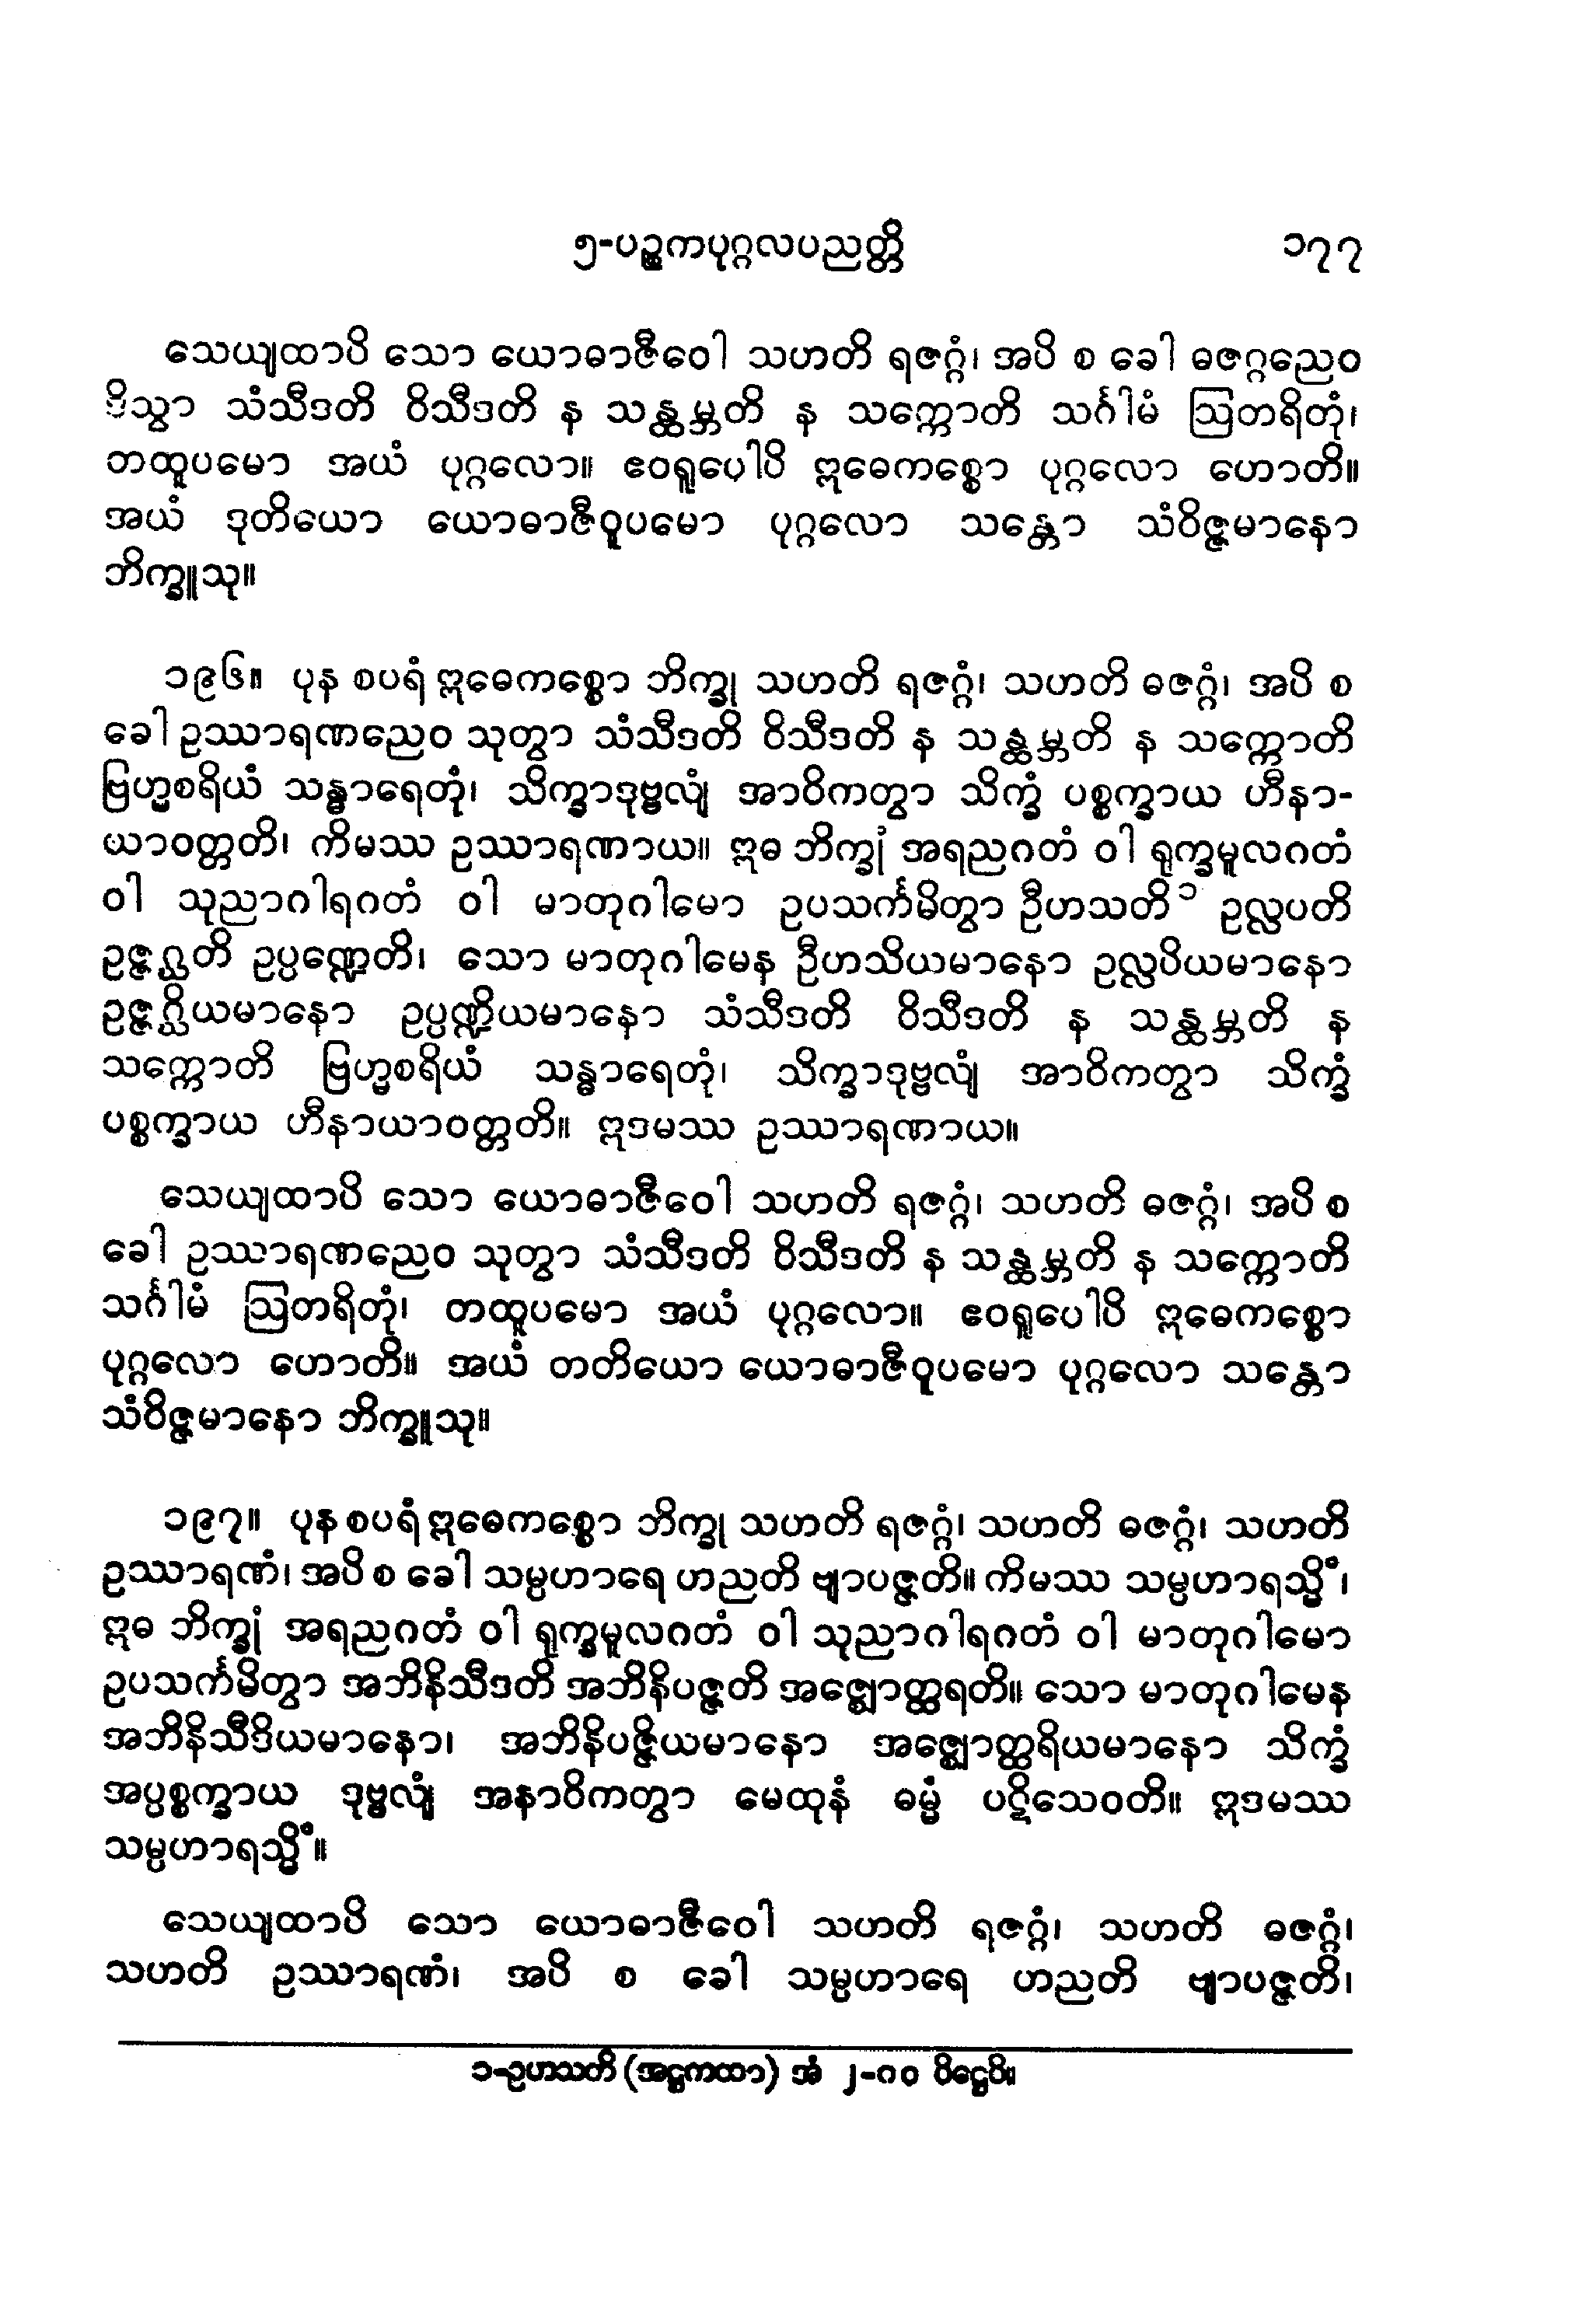 ၅-ပဉ္စကပုဂ္ဂလပညတ္တိ ၁၇၇
သေယျထာပိ သော ယောဓာဇီဝေါ သဟတိ ရဇဂ္ဂံ၊ အပိ စ ခေါ ဓဇဂ္ဂညေဝ
ဒိသွာ သံသီဒတိ ဝိသီဒတိ န သန္ထမ္ဘတိ န သက္ကောတိ သင်္ဂါမံ ဩတရိတုံ၊
တထူပမော အယံ ပုဂ္ဂလော။ ဧဝရူပေါပိ ဣဓေကစ္စော ပုဂ္ဂလော ဟောတိ။
အယံ ဒုတိယော ယောဓာဇီဝူပမော ပုဂ္ဂလော သန္တော သံဝိဇ္ဇမာနော
ဘိက္ခူသု။
၁၉၆။ ပုန စပရံ ဣဓေကစ္စော ဘိက္ခု သဟတိ ရဇဂ္ဂံ၊ သဟတိ ဓဇဂ္ဂံ၊ အပိ စ
ခေါ ဥဿာရဏညေဝ သုတွာ သံသီဒတိ ဝိသီဒတိ န သန္ထမ္ဘတိ န သက္ကောတိ
ဗြဟ္မစရိယံ သန္ဓာရေတုံ၊ သိက္ခာဒုဗ္ဗလျံ အာဝိကတွာ သိက္ခံ ပစ္စက္ခာယ ဟီနာ-
ယာဝတ္တတိ၊ ကိမဿ ဥဿာရဏာယ။ ဣဓ ဘိက္ခုံ အရညဂတံ ဝါ ရုက္ခမူလဂတံ
ဝါ သုညာဂါရဂတံ ဝါ မာတုဂါမော ဥပသင်္ကမိတွာ ဦဟသတိ၁ ဥလ္လပတိ
ဥဇ္ဇဂ္ဃတိ ဥပ္ပဏ္ဍေတိ၊ သော မာတုဂါမေန ဦဟသိယမာနော ဥလ္လပိယမာနော
ဥဇ္ဇဂ္ဃိယမာနော ဥပ္ပဏ္ဍိယမာနော သံသီဒတိ ဝိသီဒတိ န သန္ထမ္ဘတိ န
သက္ကောတိ ဗြဟ္မစရိယံ သန္ဓာရေတုံ၊ သိက္ခာဒုဗ္ဗလျံ အာဝိကတွာ သိက္ခံ
ပစ္စက္ခာယ ဟီနာယာဝတ္တတိ။ ဣဒမဿ ဥဿာရဏာယ။
သေယျထာပိ သော ယောဓာဇီဝေါ သဟတိ ရဇဂ္ဂံ၊ သဟတိ ဓဇဂ္ဂံ၊ အပိ စ
ခေါ ဥဿာရဏညေဝ သုတွာ သံသီဒတိ ဝိသီဒတိ န သန္ထမ္ဘတိ န သက္ကောတိ
သင်္ဂါမံ ဩတရိတုံ၊ တထူပမော အယံ ပုဂ္ဂလော။ ဧဝရူပေါပိ ဣဓေကစ္စော
ပုဂ္ဂလော ဟောတိ။ အယံ တတိယော ယောဓာဇီဝူပမော ပုဂ္ဂလော သန္တော
သံဝိဇ္ဇမာနော ဘိက္ခူသု။
၁၉၇။ ပုန စပရံ ဣဓေကစ္စော ဘိက္ခု သဟတိ ရဇဂ္ဂံ၊ သဟတိ ဓဇဂ္ဂံ၊ သဟတိ
ဥဿာရဏံ၊ အပိ စ ခေါ သမ္ပဟာရေ ဟညတိ ဗျာပဇ္ဇတိ။ ကိမဿ သမ္ပဟာရသ္မိံ၊
ဣဓ ဘိက္ခုံ အရညဂတံ ဝါ ရုက္ခမူလဂတံ ဝါ သုညာဂါရဂတံ ဝါ မာတုဂါမော
ဥပသင်္ကမိတွာ အဘိနိသီဒတိ အဘိနိပဇ္ဇတိ အဇ္ဈောတ္ထရတိ။ သော မာတုဂါမေန
အဘိနိသီဒိယမာနော၊ အဘိနိပဇ္ဇိယမာနော အဇ္ဈောတ္ထရိယမာနော သိက္ခံ
အပ္ပစ္စက္ခာယ ဒုဗ္ဗလျံ အနာဝိကတွာ မေထုနံ ဓမ္မံ ပဋိသေဝတိ။ ဣဒမဿ
သမ္ပဟာရသ္မိံ။
သေယျထာပိ သော ယောဓာဇီဝေါ သဟတိ ရဇဂ္ဂံ၊ သဟတိ ဓဇဂ္ဂံ၊
သဟတိ ဥဿာရဏံ၊ အပိ စ ခေါ သမ္ပဟာရေ ဟညတိ ဗျာပဇ္ဇတိ၊
၁-ဥဟသတိ (အဋ္ဌကထာ) အံ ၂-၈၀ ပိဋ္ဌေပိ။